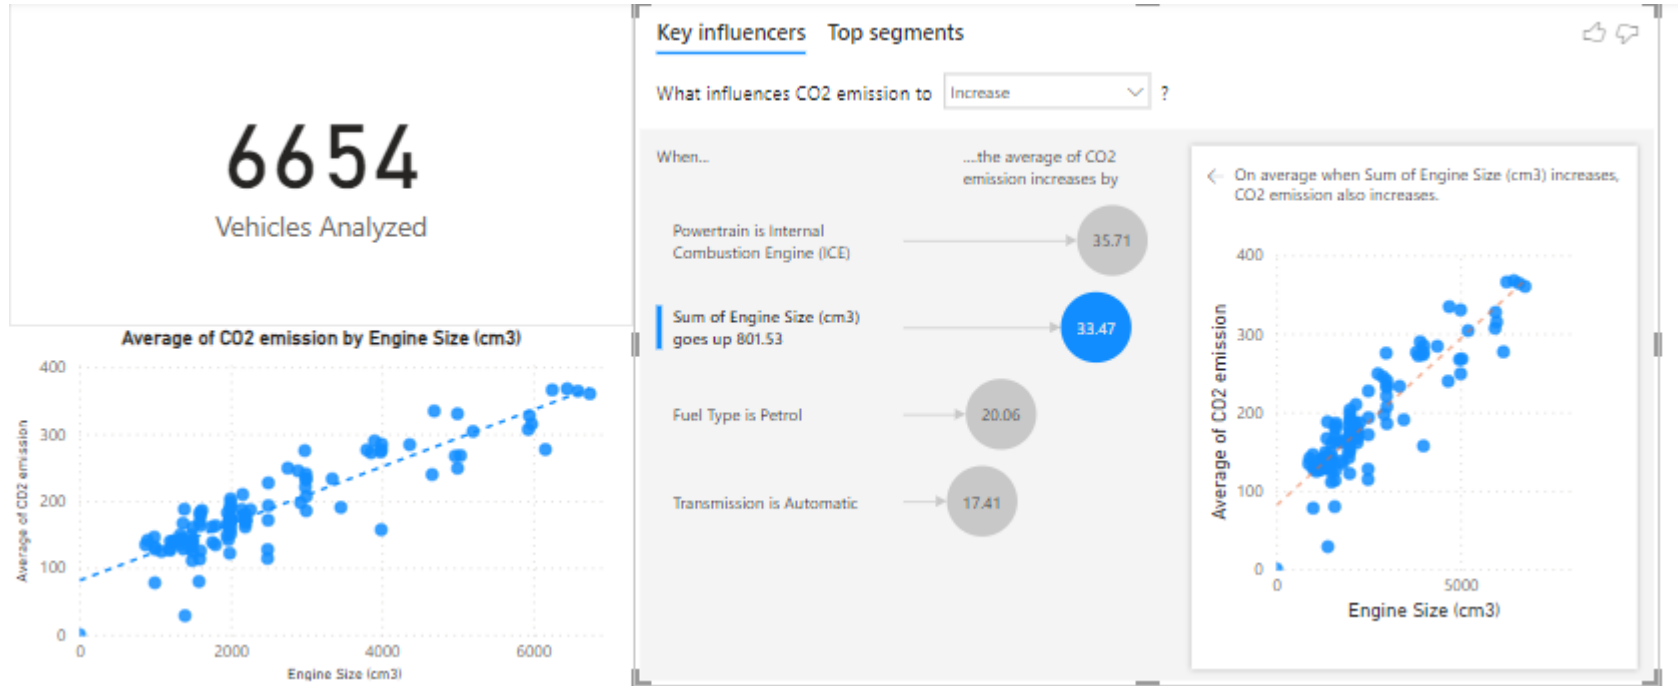 6654
Vehicles Analyzed
Average of CO2 emission by Engine Size (cm3)
400
300
200
100
0
Average of CO2 emission
0
2000
4000
6000
Engine Size (cm3)
Key influencers
Top segments
What influences CO2 emission to
Increase
?
When...
....the average of CO2
emission increases by
Powertrain is Internal
Combustion Engine (ICE)
35.71
Sum of Engine Size (cm3)
goes up 801.53
33.47
Fuel Type is Petrol
20.06
Transmission is Automatic
17.41
On average when Sum of Engine Size (cm3) increases,
CO2 emission also increases.
400
300
200
100
0
Average of CO2 emission
0
5000
Engine Size (cm3)